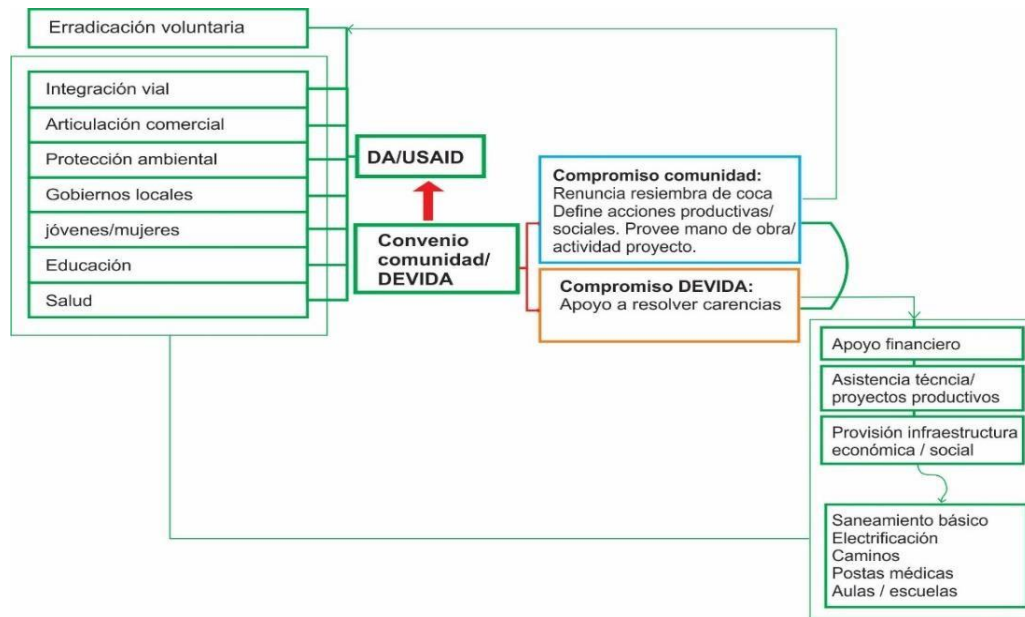 Erradicación voluntaria
Integración vial
Articulación comercial
Protección ambiental
Gobiernos locales
jóvenes/mujeres
Educación
Salud
DA/USAID
Convenio
comunidad/
DEVIDA
Compromiso comunidad:
Renuncia resiembra de coca
Define acciones productivas/
sociales. Provee mano de obra/
actividad proyecto.
Compromiso DEVIDA:
Apoyo a resolver carencias
Apoyo financiero
Asistencia técncia/
proyectos productivos
Provisión infraestructura
económica / social
Saneamiento básico
Electrificación
Caminos
Postas médicas
Aulas / escuelas